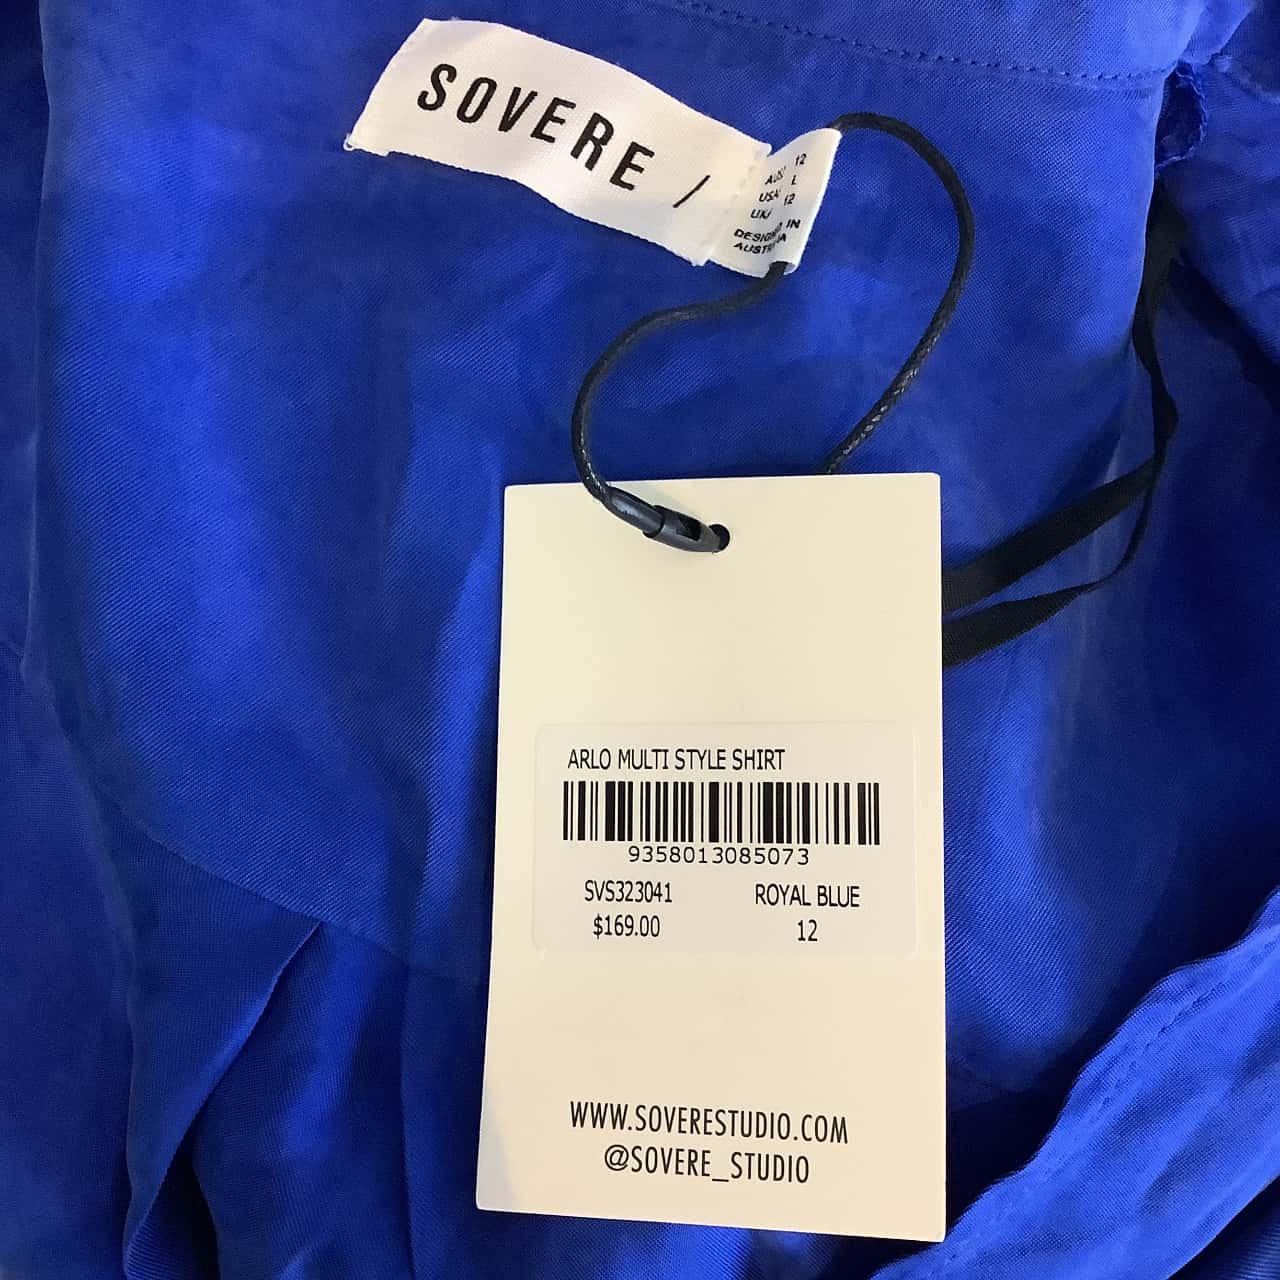 SOVERE /
AUS/ 12
USA/ L
UK/ 12
DESIGNED IN
AUSTRALIA
ARLO MULTI STYLE SHIRT
9358013085073
SVS323041 ROYAL BLUE
$169.00 12
WWW.SOVERESTUDIO.COM
@SOVERE_STUDIO